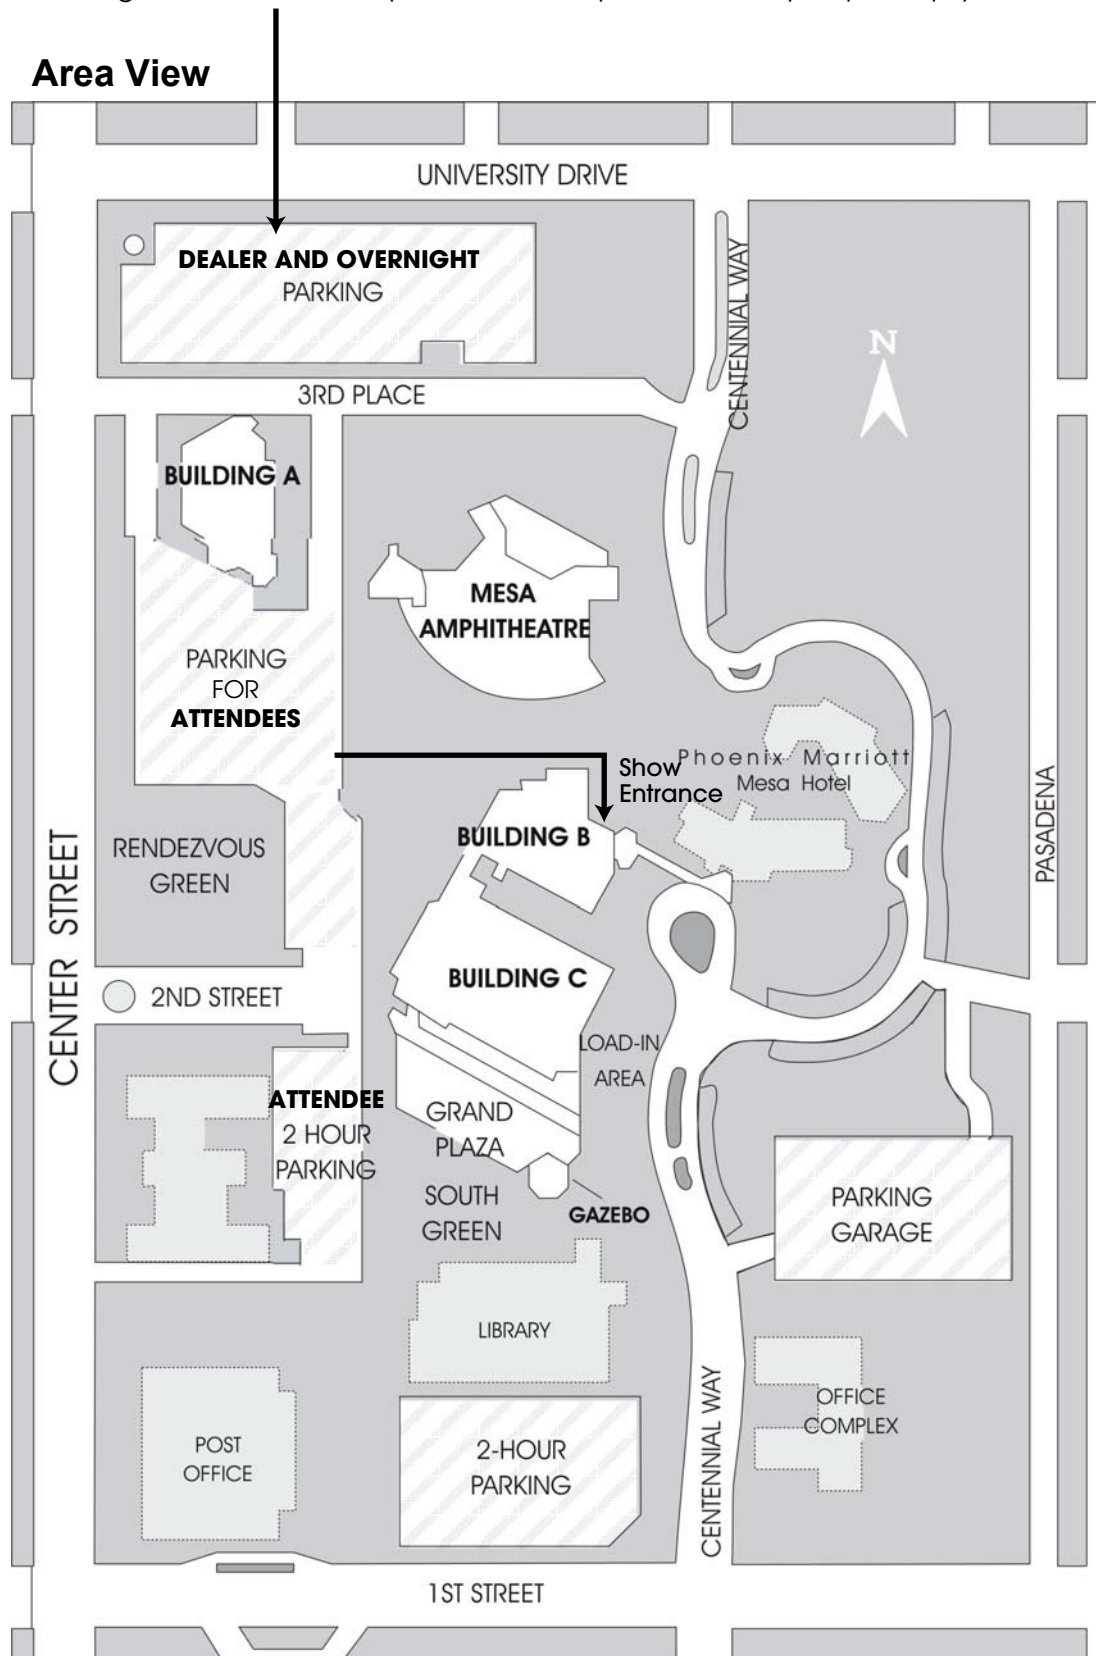 Area View
UNIVERSITY DRIVE
DEALER AND OVERNIGHT
PARKING
CENTENNIAL WAY
N
3RD PLACE
BUILDING A
MESA
AMPHITHEATRE
PARKING
FOR
ATTENDEES
Show
Entrance
Phoenix Marriott
Mesa Hotel
PASADENA
BUILDING B
RENDEZVOUS
GREEN
CENTER STREET
BUILDING C
2ND STREET
LOAD-IN
AREA
ATTENDEE
2 HOUR
PARKING
GRAND
PLAZA
SOUTH
GREEN
GAZEBO
PARKING
GARAGE
LIBRARY
CENTENNIAL WAY
OFFICE
COMPLEX
POST
OFFICE
2-HOUR
PARKING
1ST STREET